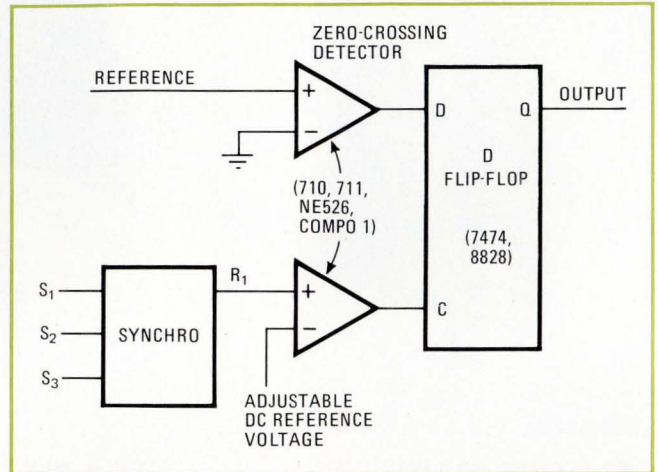 ZERO-CROSSING
DETECTOR
REFERENCE
+
−
D
Q
OUTPUT
D
FLIP-FLOP
(710, 711,
NE526,
COMPO 1)
(7474,
8828)
S₁
R₁
+
S₂
SYNCHRO
−
C
S₃
ADJUSTABLE
DC REFERENCE
VOLTAGE